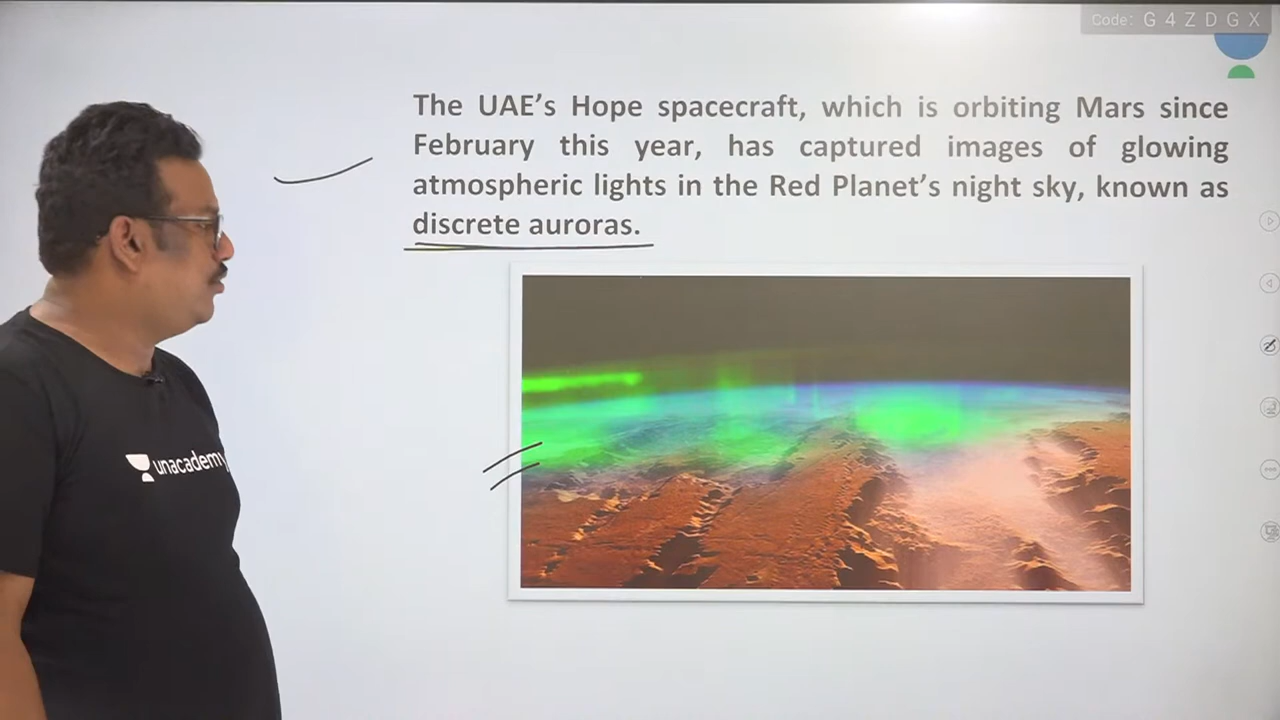 Code: G 4 Z D G X
The UAE’s Hope spacecraft, which is orbiting Mars since
February this year, has captured images of glowing
atmospheric lights in the Red Planet’s night sky, known as
discrete auroras.
unacademy